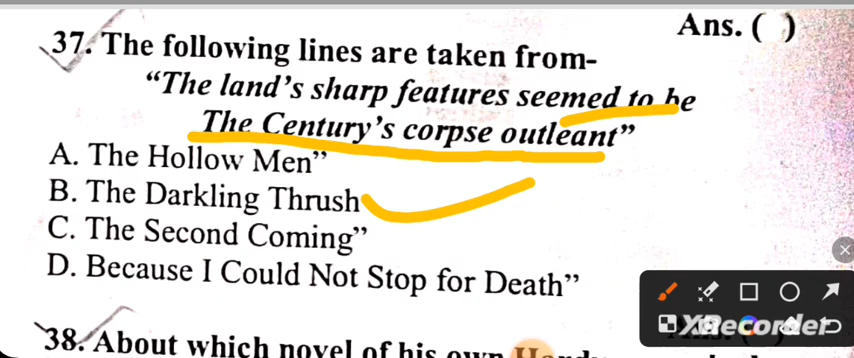 Ans. ( )
37. The following lines are taken from-
“The land’s sharp features seemed to be
The Century’s corpse outleant”
A. The Hollow Men”
B. The Darkling Thrush
C. The Second Coming”
D. Because I Could Not Stop for Death”
XRecorder
38. About which novel of his own